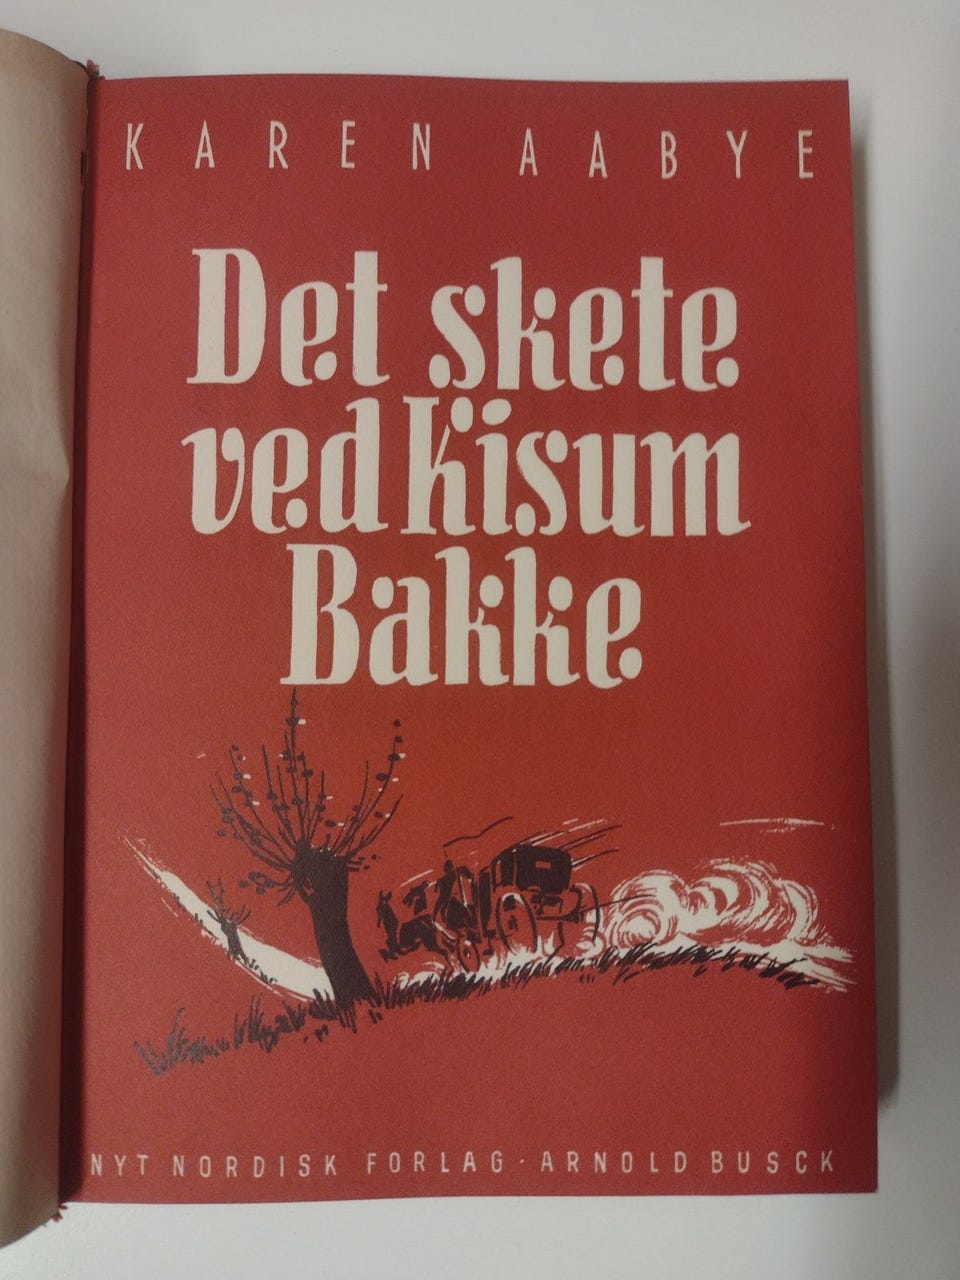 KAREN AABYE
Det skete
ved Kisum
Bakke
NYT NORDISK FORLAG · ARNOLD BUSCK